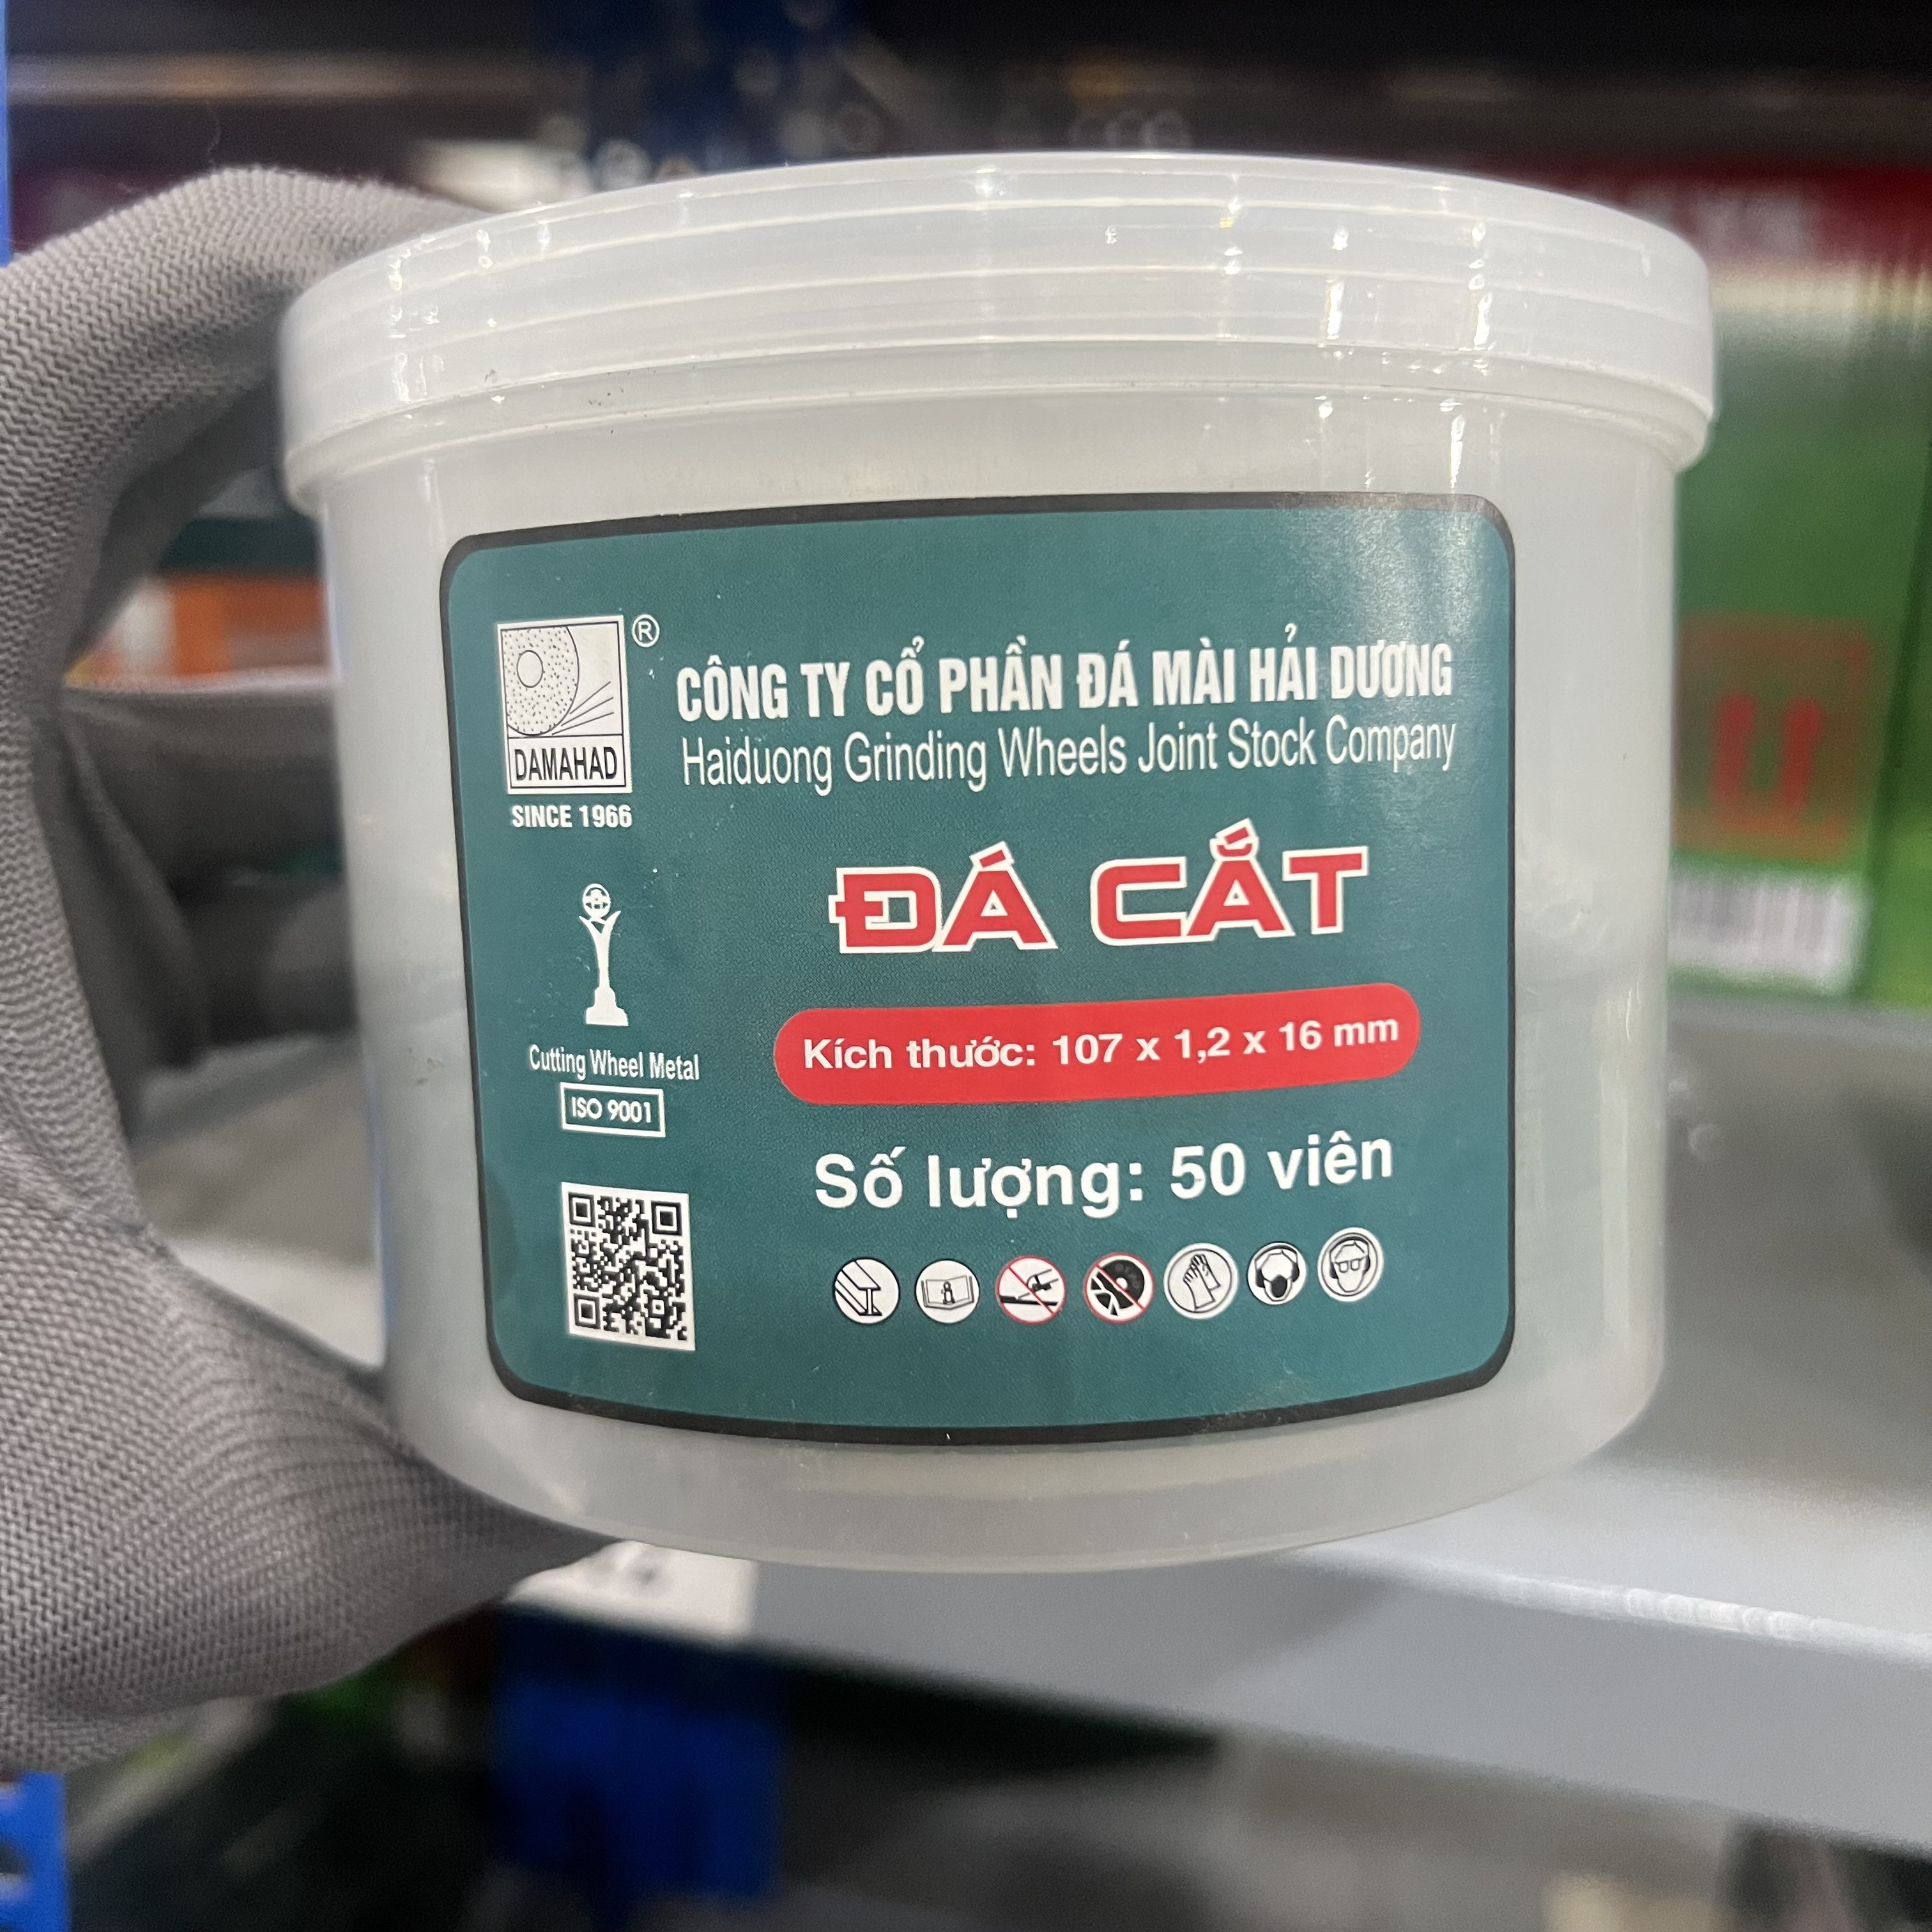 ®
CÔNG TY CỔ PHẦN ĐÁ MÀI HẢI DƯƠNG
Haiduong Grinding Wheels Joint Stock Company
DAMAHAD
SINCE 1966
ĐÁ CẮT
Kích thước: 107 x 1,2 x 16 mm
Cutting Wheel Metal
ISO 9001
Số lượng: 50 viên